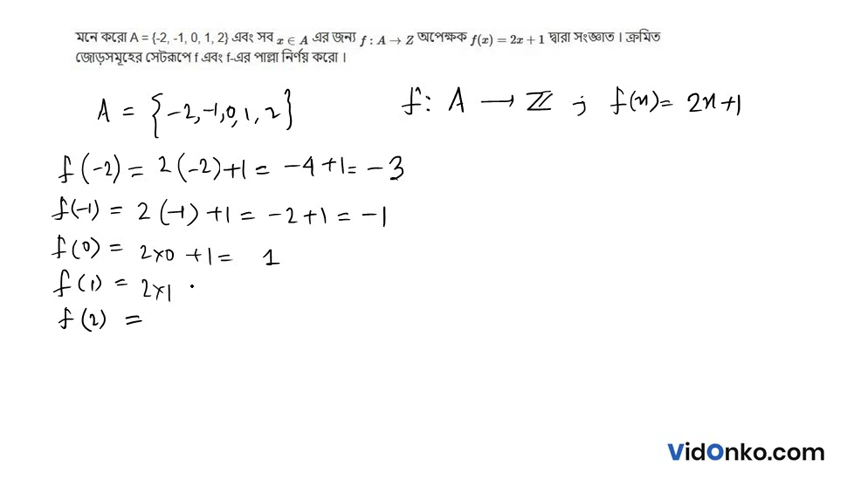 মনে করো A = {-2, -1, 0, 1, 2} এবং সব x ∈ A এর জন্য f : A → Z অপেক্ষক f(x) = 2x + 1 দ্বারা সংজ্ঞাত । ক্রমিত
জোড়সমূহের সেটরূপে f এবং f-এর পাল্লা নির্ণয় করো ।
A = {-2,-1,0,1,2} f: A → ℤ ; f(x) = 2x+1
f(-2) = 2(-2)+1 = -4+1 = -3
f(-1) = 2(-1)+1 = -2+1 = -1
f(0) = 2×0 +1 = 1
f(1) = 2×1
f(2) =
VidOnko.com